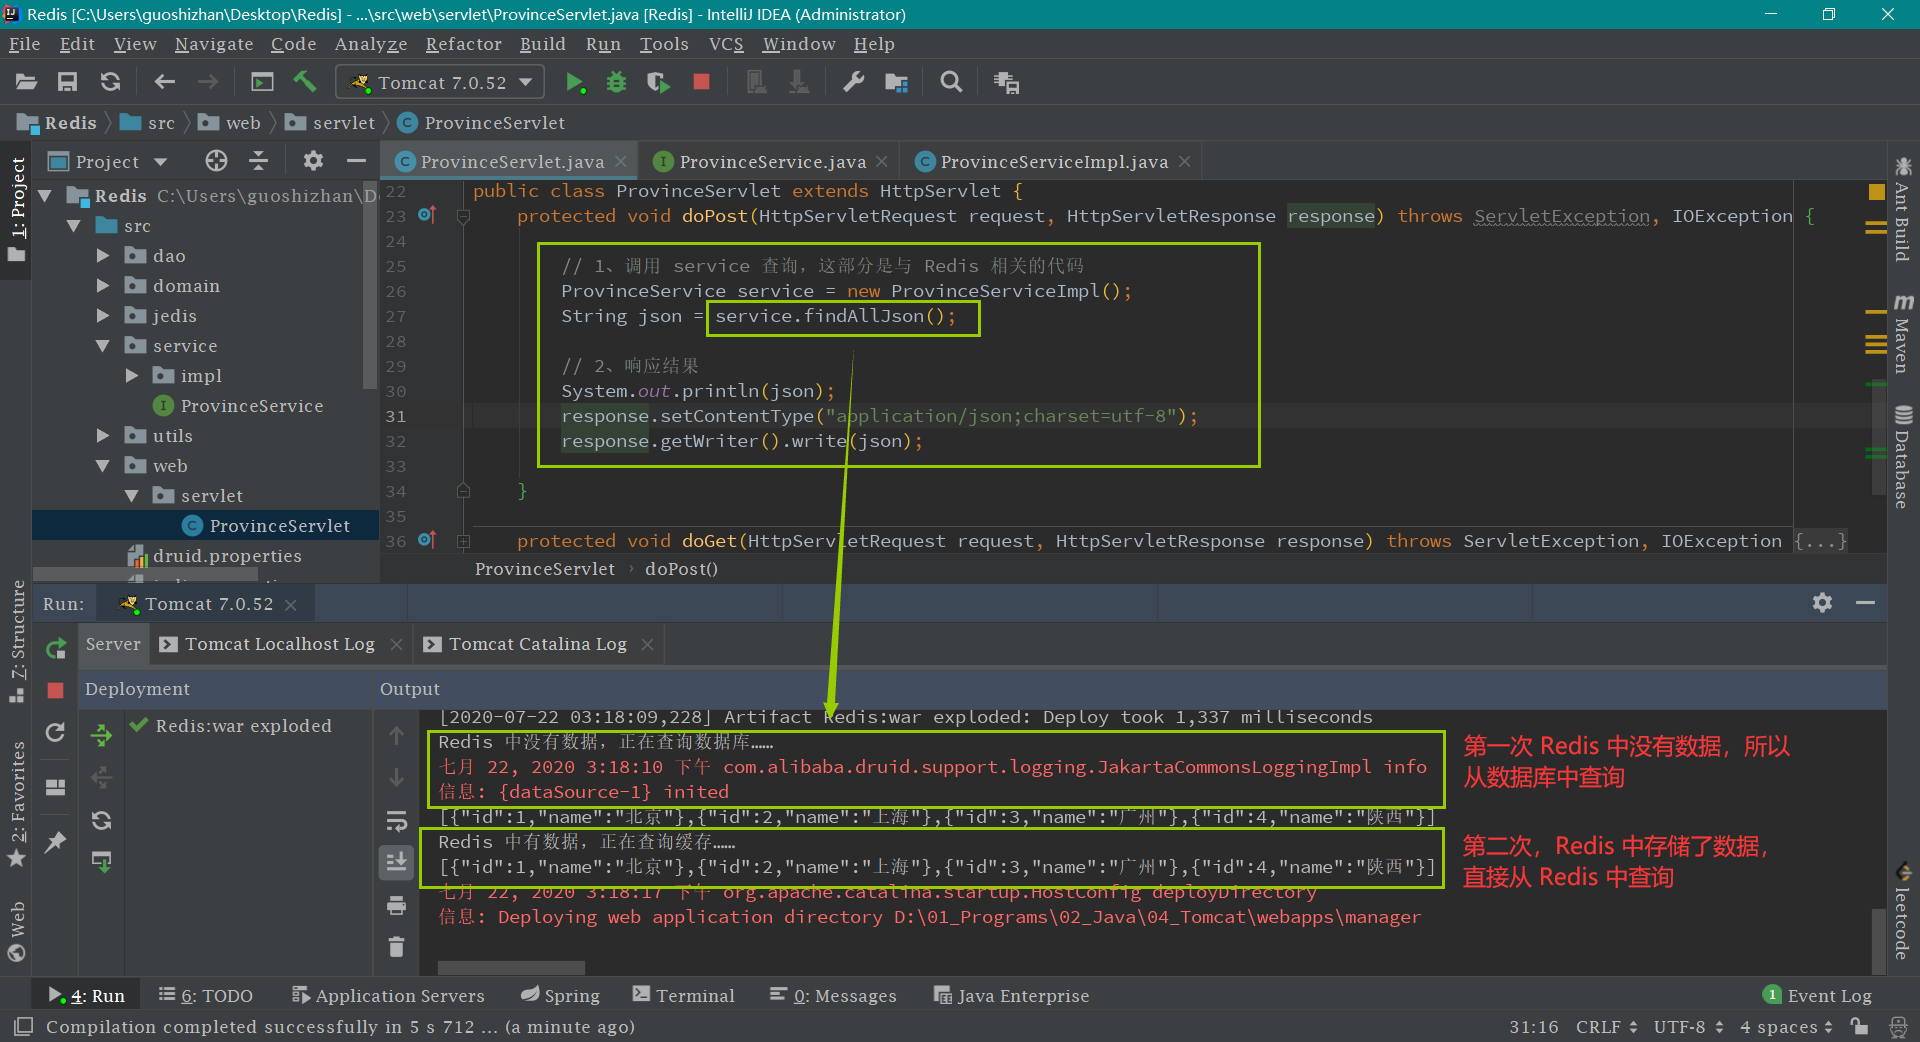 Redis [C:\Users\guoshizhan\Desktop\Redis] - ...\src\web\servlet\ProvinceServlet.java [Redis] - IntelliJ IDEA (Administrator)
File Edit View Navigate Code Analyze Refactor Build Run Tools VCS Window Help
Tomcat 7.0.52
Redis src web servlet ProvinceServlet
Project
ProvinceServlet.java ProvinceService.java ProvinceServiceImpl.java
1: Project
Z: Structure
2: Favorites
Web
Redis C:\Users\guoshizhan\D
src
dao
domain
jedis
service
impl
ProvinceService
utils
web
servlet
ProvinceServlet
druid.properties
22 public class ProvinceServlet extends HttpServlet {
23 protected void doPost(HttpServletRequest request, HttpServletResponse response) throws ServletException, IOException {
24
25 // 1、调用 service 查询，这部分是与 Redis 相关的代码
26 ProvinceService service = new ProvinceServiceImpl();
27 String json = service.findAllJson();
28
29 // 2、响应结果
30 System.out.println(json);
31 response.setContentType("application/json;charset=utf-8");
32 response.getWriter().write(json);
33
34 }
35
36 protected void doGet(HttpServletRequest request, HttpServletResponse response) throws ServletException, IOException {...}
ProvinceServlet › doPost()
Ant Build
Maven
Database
leetcode
Run: Tomcat 7.0.52
Server Tomcat Localhost Log Tomcat Catalina Log
Deployment Output
Redis:war exploded
[2020-07-22 03:18:09,228] Artifact Redis:war exploded: Deploy took 1,337 milliseconds
Redis 中没有数据，正在查询数据库……
七月 22, 2020 3:18:10 下午 com.alibaba.druid.support.logging.JakartaCommonsLoggingImpl info
信息: {dataSource-1} inited
[{"id":1,"name":"北京"},{"id":2,"name":"上海"},{"id":3,"name":"广州"},{"id":4,"name":"陕西"}]
Redis 中有数据，正在查询缓存……
[{"id":1,"name":"北京"},{"id":2,"name":"上海"},{"id":3,"name":"广州"},{"id":4,"name":"陕西"}]
七月 22, 2020 3:18:17 下午 org.apache.catalina.startup.HostConfig deployDirectory
信息: Deploying web application directory D:\01_Programs\02_Java\04_Tomcat\webapps\manager
第一次 Redis 中没有数据，所以
从数据库中查询
第二次，Redis 中存储了数据，
直接从 Redis 中查询
4: Run 6: TODO Application Servers Spring Terminal 0: Messages Java Enterprise 1 Event Log
Compilation completed successfully in 5 s 712 ... (a minute ago) 31:16 CRLF UTF-8 4 spaces